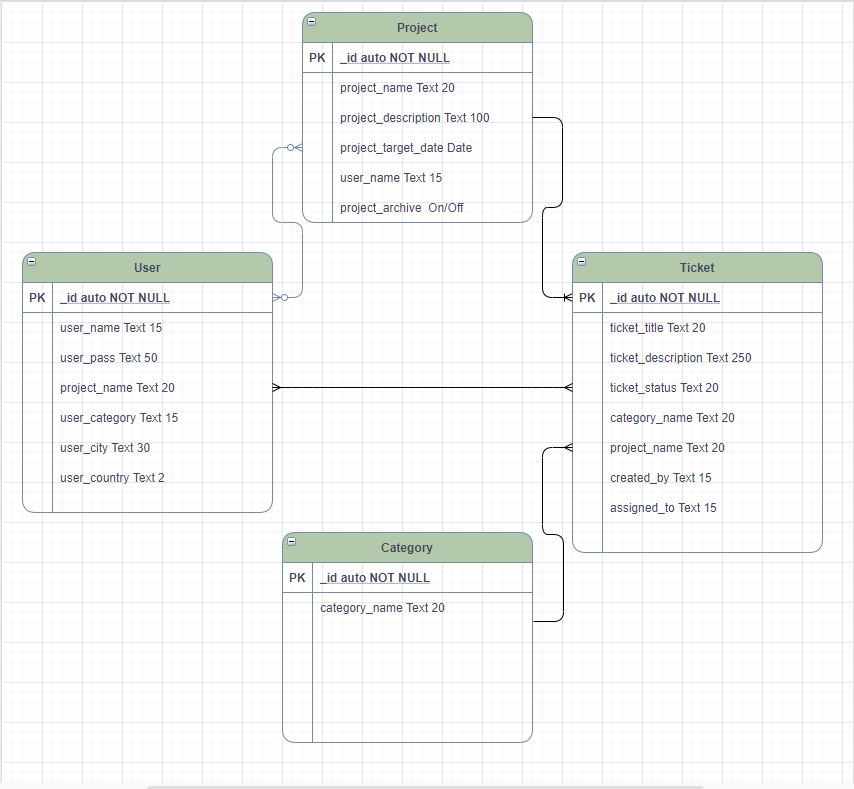 Project
PK _id auto NOT NULL
project_name Text 20
project_description Text 100
project_target_date Date
user_name Text 15
project_archive  On/Off
User
PK _id auto NOT NULL
user_name Text 15
user_pass Text 50
project_name Text 20
user_category Text 15
user_city Text 30
user_country Text 2
Ticket
PK _id auto NOT NULL
ticket_title Text 20
ticket_description Text 250
ticket_status Text 20
category_name Text 20
project_name Text 20
created_by Text 15
assigned_to Text 15
Category
PK _id auto NOT NULL
category_name Text 20